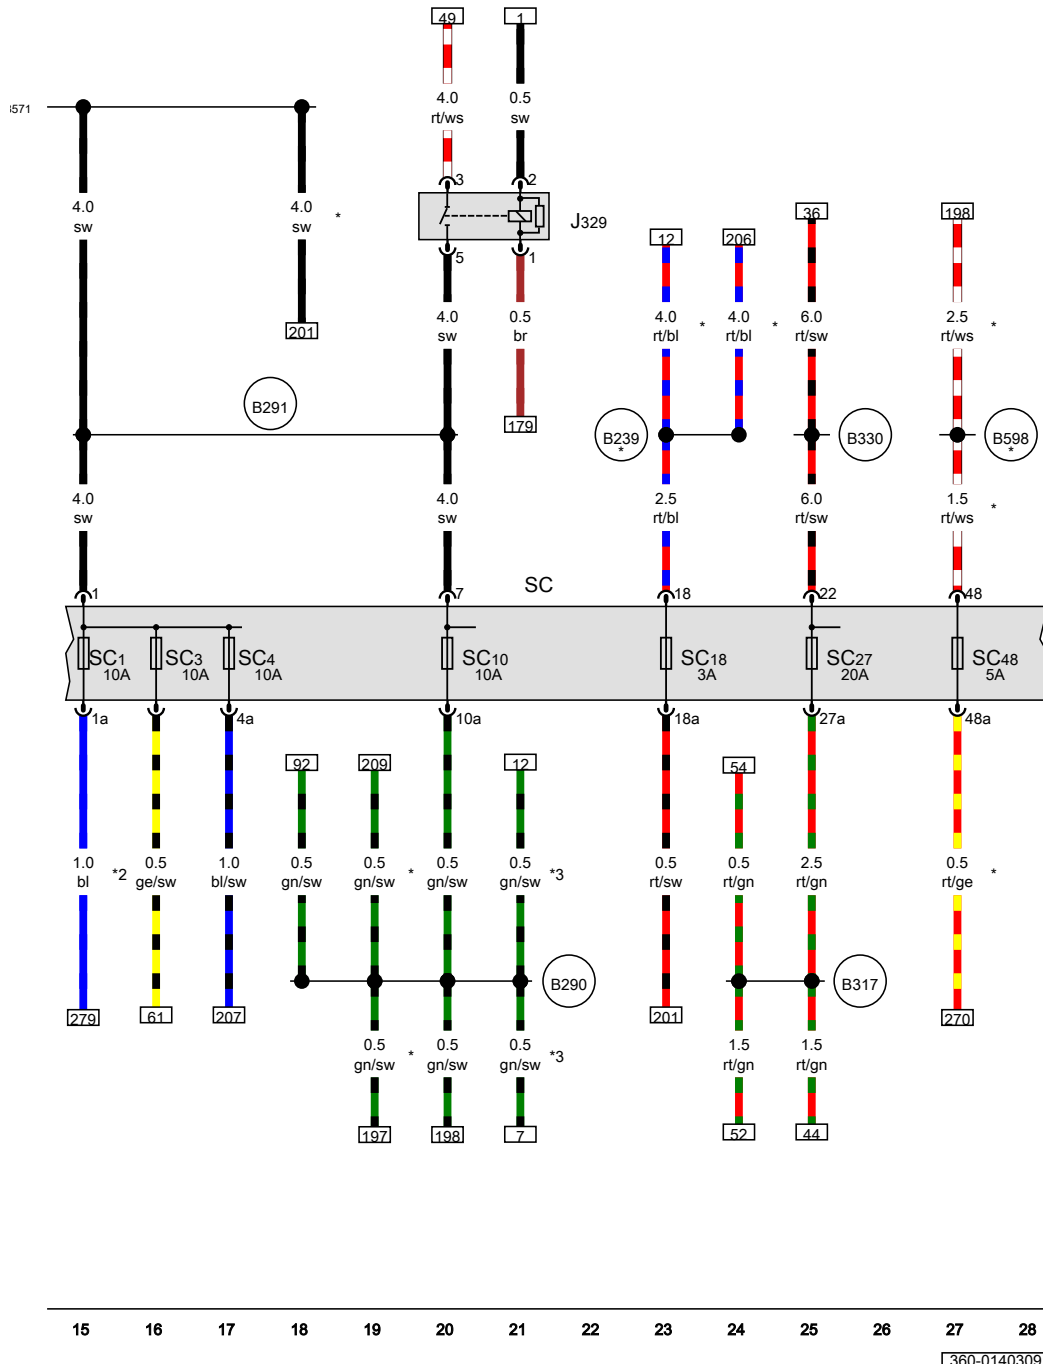 49 1
3571
4.0 0.5
rt/ws sw
3 2
4.0 4.0 *
sw sw
J329
36 198
12 206
5 1
201
4.0 0.5 4.0 * 4.0 * 6.0 2.5 *
sw br rt/bl rt/bl rt/sw rt/ws
B291
179
B239 * B330 B598 *
4.0 4.0 2.5 6.0 1.5 *
sw sw rt/bl rt/sw rt/ws
SC
1 7 18 22 48
SC1 SC3 SC4 SC10 SC18 SC27 SC48
10A 10A 10A 10A 3A 20A 5A
1a 4a 10a 18a 27a 48a
92 209 12 54
1.0 *2 0.5 1.0 0.5 0.5 * 0.5 0.5 *3 0.5 0.5 2.5 0.5 *
bl ge/sw bl/sw gn/sw gn/sw gn/sw gn/sw rt/sw rt/gn rt/gn rt/ge
B290 B317
279 61 207 201 270
0.5 * 0.5 0.5 *3 1.5 1.5
gn/sw gn/sw gn/sw rt/gn rt/gn
197 198 7 52 44
15 16 17 18 19 20 21 22 23 24 25 26 27 28
360-0140309